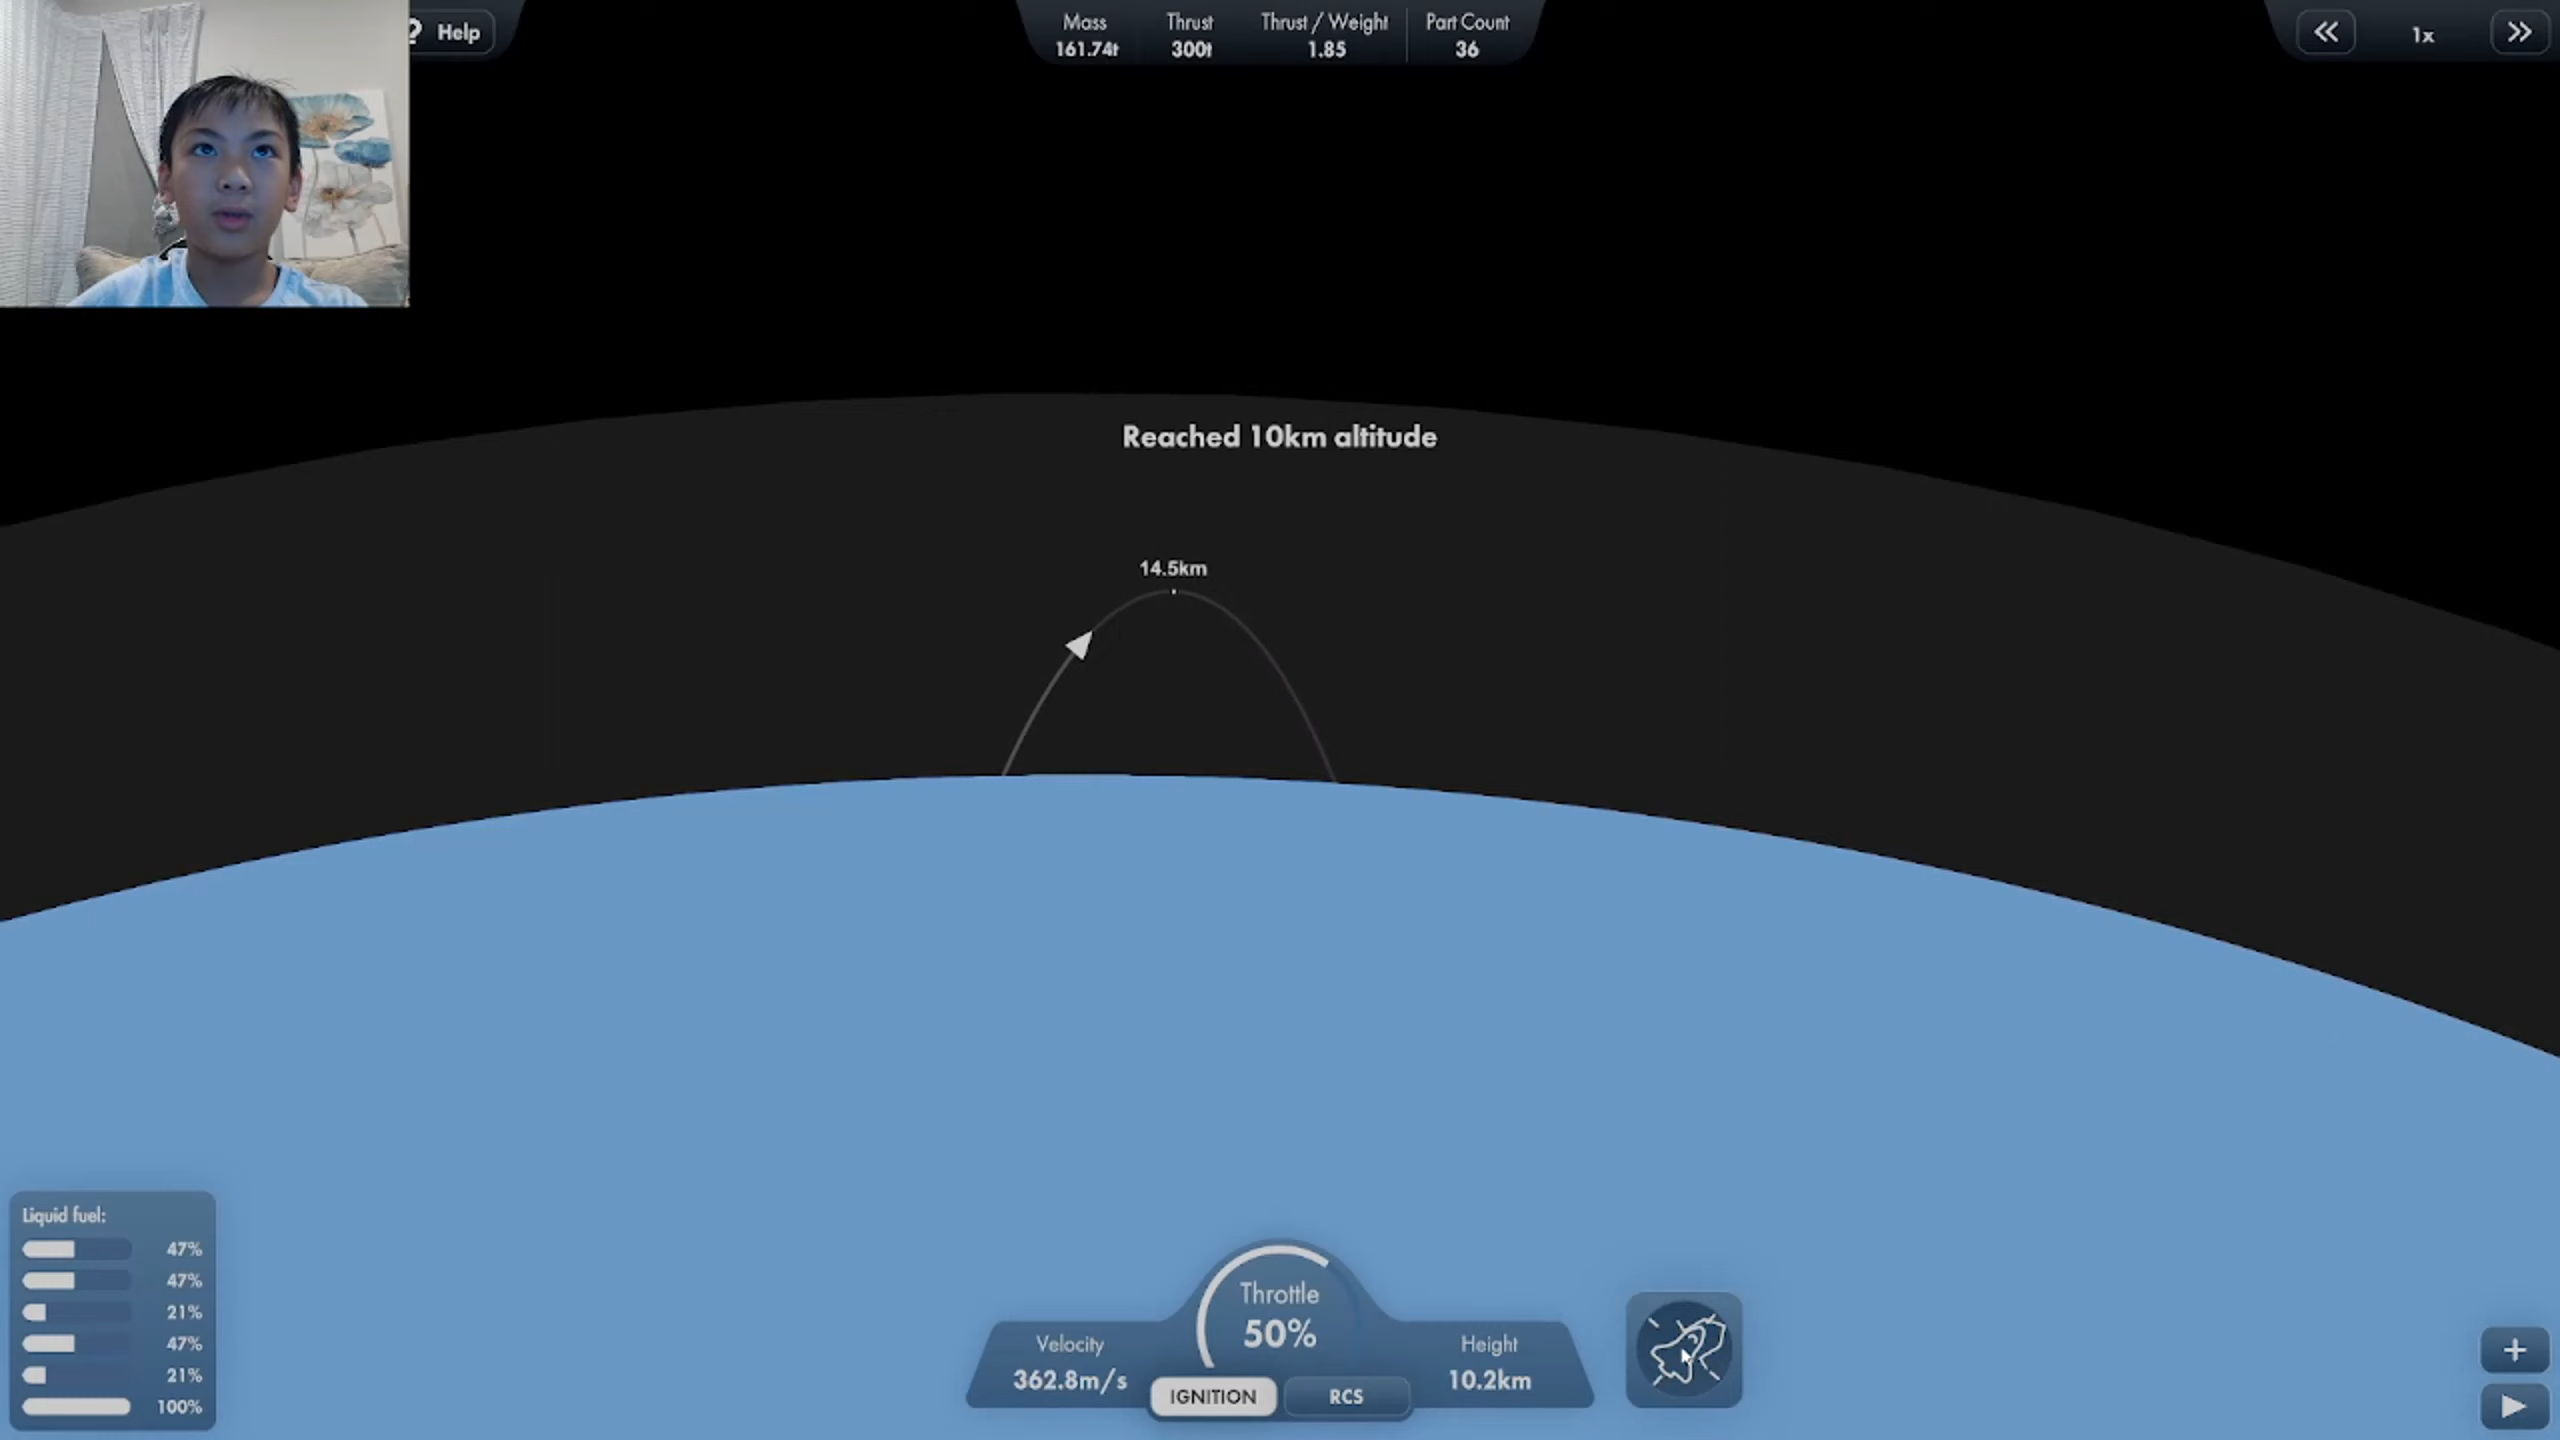 ? Help
Mass
161.74t
Thrust
300t
Thrust / Weight
1.85
Part Count
36
1x
Reached 10km altitude
14.5km
Liquid fuel:
47%
47%
21%
47%
21%
100%
Throttle
50%
Velocity
362.8m/s
Height
10.2km
IGNITION
RCS